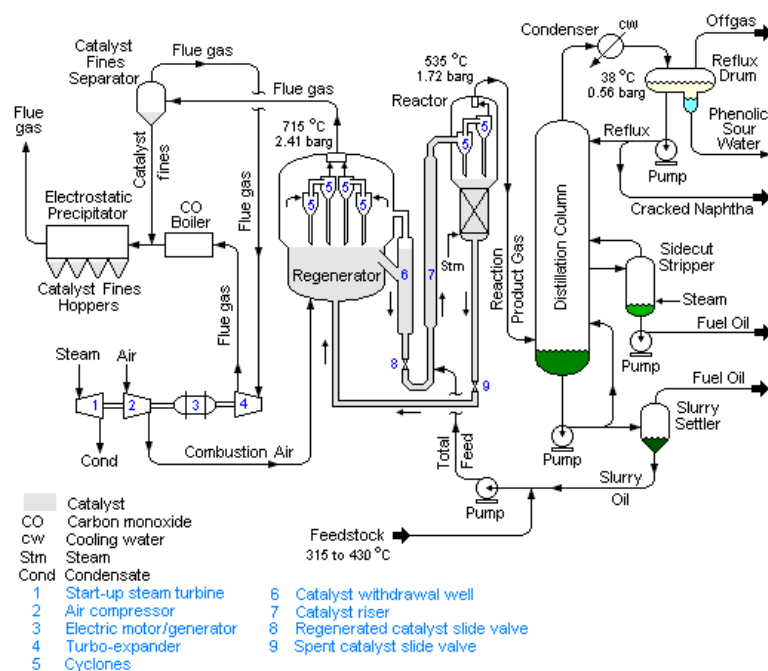 Catalyst
Fines
Separator
Flue gas
Flue gas
Flue
gas
Catalyst
fines
Electrostatic
Precipitator
CO
Boiler
Catalyst Fines
Hoppers
Flue gas
Flue gas
715 °C
2.41 barg
5
5
5
5
Regenerator
6
7
8
9
535 °C
1.72 barg
Reactor
5
5
Stm
Reaction
Product Gas
Condenser
cw
38 °C
0.56 barg
Offgas
Reflux
Drum
Phenolic
Sour
Water
Reflux
Pump
Cracked Naphtha
Distillation Column
Sidecut
Stripper
Steam
Fuel Oil
Pump
Fuel Oil
Slurry
Settler
Pump
Slurry
Oil
Steam
Air
1
2
3
4
Cond
Combustion Air
Total
Feed
Pump
Feedstock
315 to 430 °C
Catalyst
CO Carbon monoxide
cw Cooling water
Stm Steam
Cond Condensate
1 Start-up steam turbine
2 Air compressor
3 Electric motor/generator
4 Turbo-expander
5 Cyclones
6 Catalyst withdrawal well
7 Catalyst riser
8 Regenerated catalyst slide valve
9 Spent catalyst slide valve